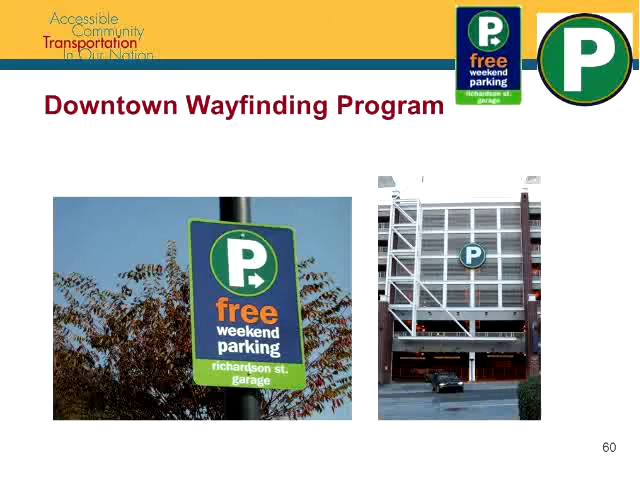 Accessible
Community
Transportation
In Our Nation
P
free
weekend
parking
richardson st.
garage
P
Downtown Wayfinding Program
P
free
weekend
parking
richardson st.
garage
P
60